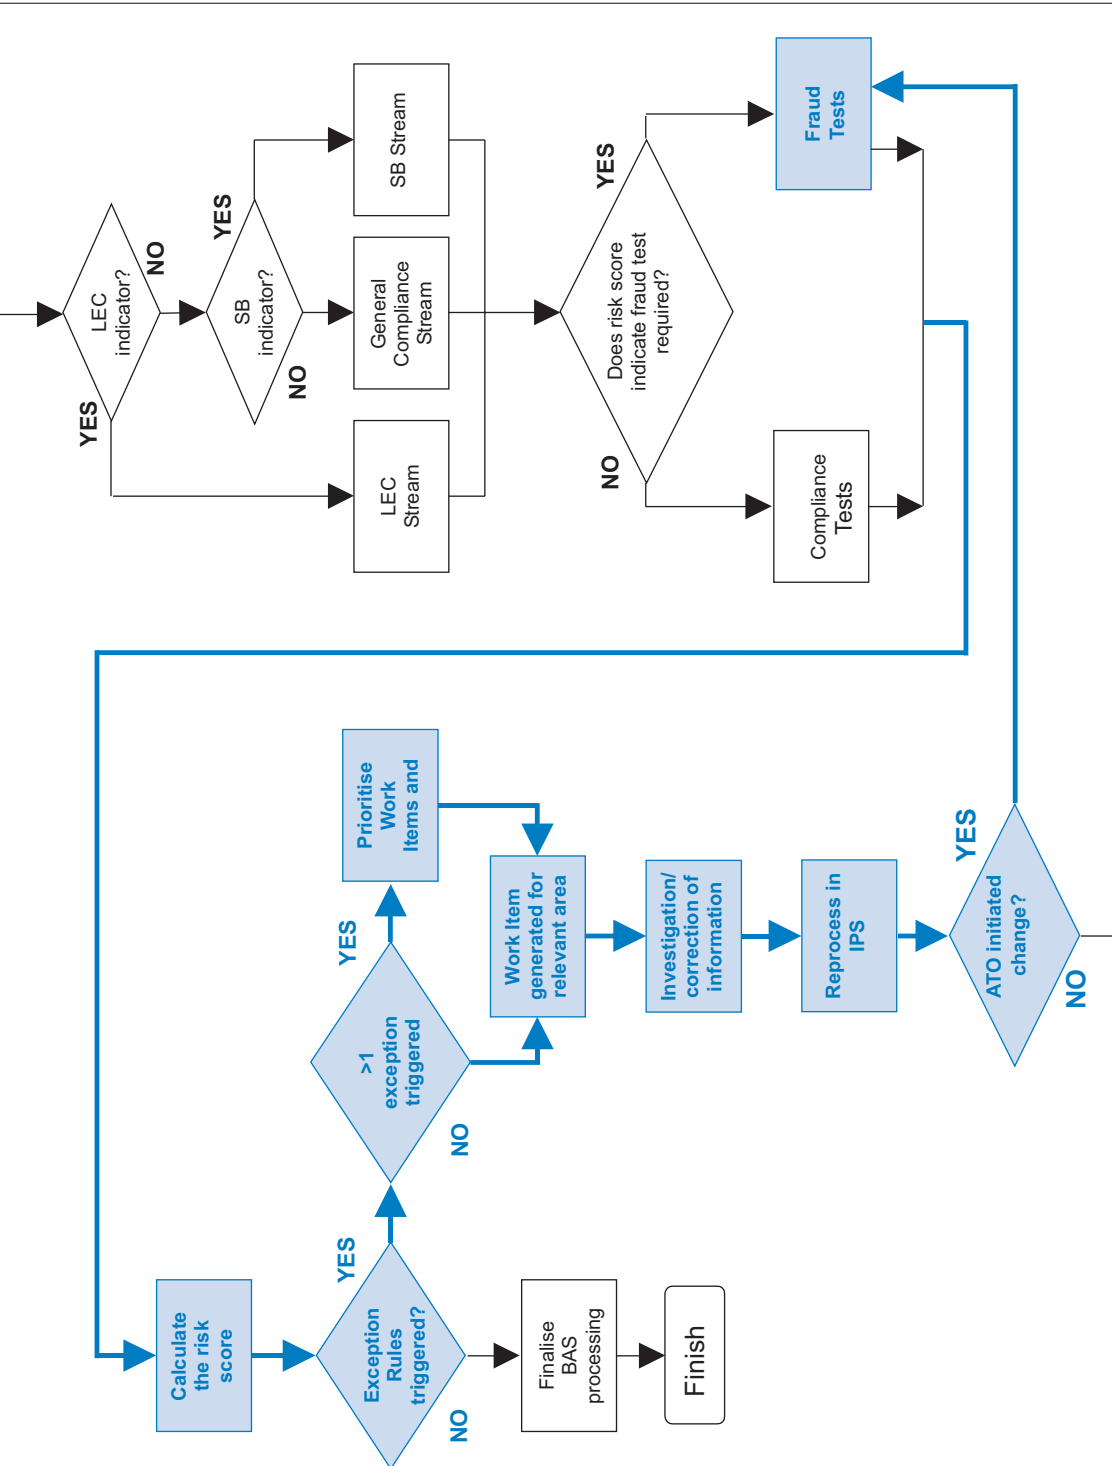 LEC
indicator?
YES
NO
SB
indicator?
YES
NO
LEC
Stream
General
Compliance
Stream
SB Stream
Does risk score
indicate fraud test
required?
NO
YES
Compliance
Tests
Fraud
Tests
Calculate
the risk
score
Exception
Rules
triggered?
YES
NO
Finalise
BAS
processing
Finish
>1
exception
triggered
YES
NO
Prioritise
Work
Items and
Work Item
generated for
relevant area
Investigation/
correction of
information
Reprocess in
IPS
ATO initiated
change?
YES
NO